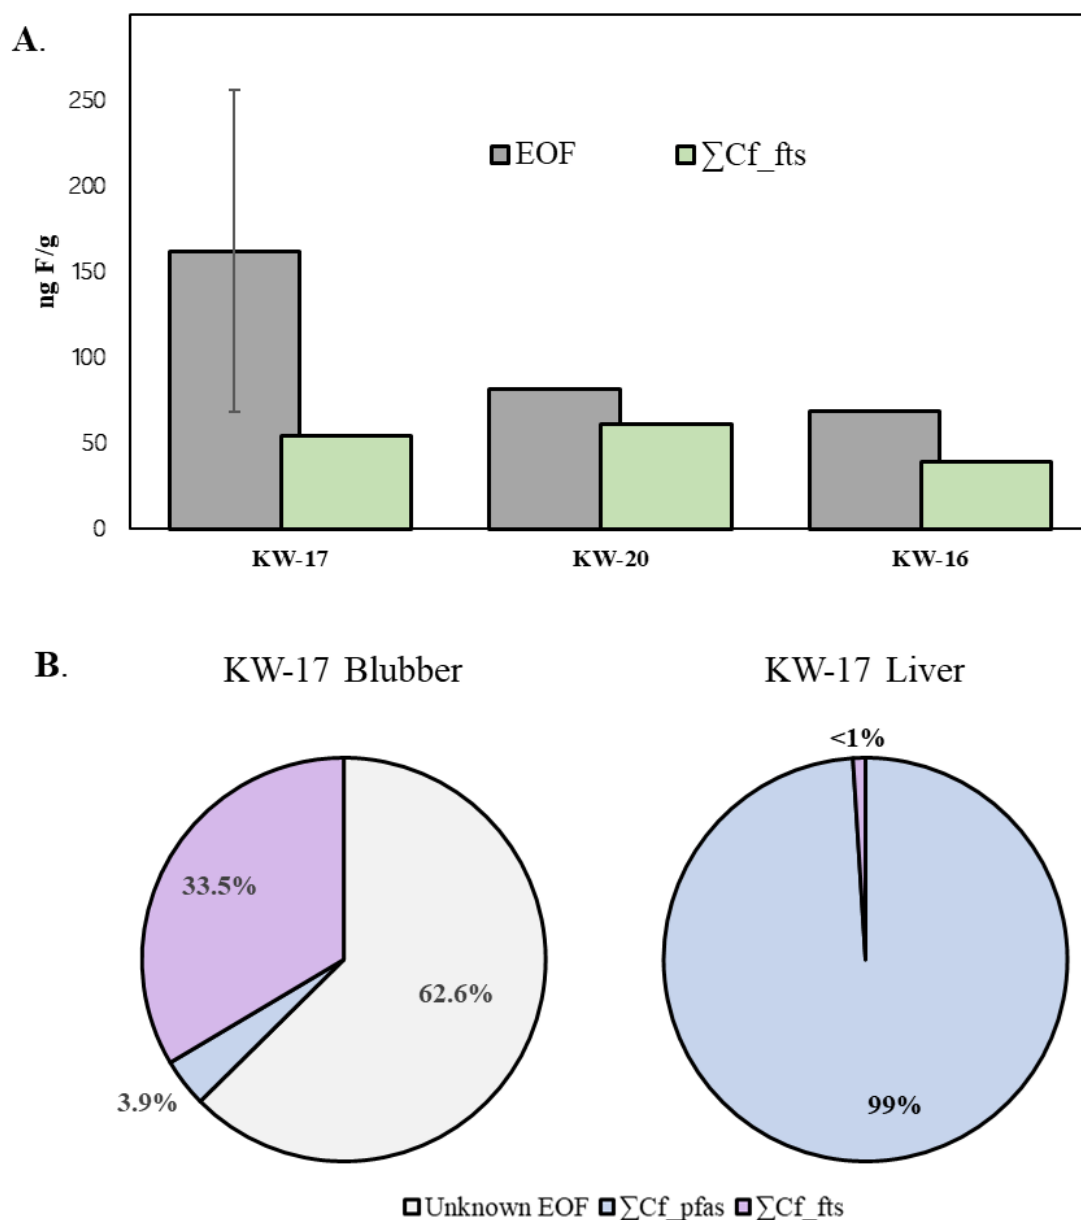 A.
250
200
150
100
50
0
ng F/g
EOF ∑Cf_fts
KW-17 KW-20 KW-16
B.
KW-17 Blubber KW-17 Liver
<1%
33.5%
62.6%
3.9%
99%
Unknown EOF ∑Cf_pfas ∑Cf_fts